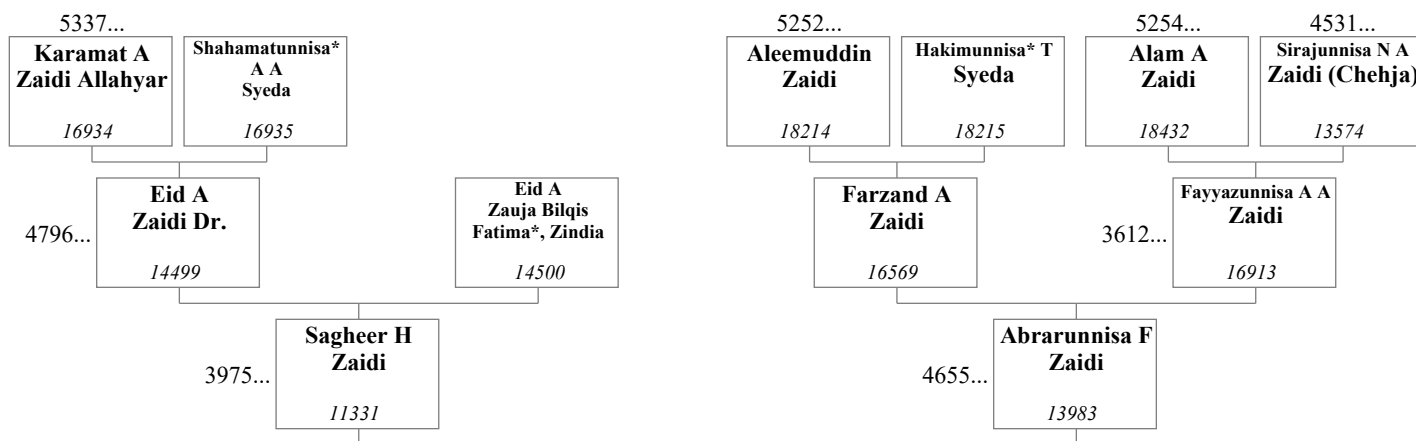 5337...
5252...
5254...
4531...
Karamat A
Zaidi Allahyar
16934
Shahamatunnisa*
A A
Syeda
16935
Aleemuddin
Zaidi
18214
Hakimunnisa* T
Syeda
18215
Alam A
Zaidi
18432
Sirajunnisa N A
Zaidi (Chehja)
13574
4796...
Eid A
Zaidi Dr.
14499
Eid A
Zauja Bilqis
Fatima*, Zindia
14500
Farzand A
Zaidi
16569
3612...
Fayyazunnisa A A
Zaidi
16913
3975...
Sagheer H
Zaidi
11331
4655...
Abrarunnisa F
Zaidi
13983